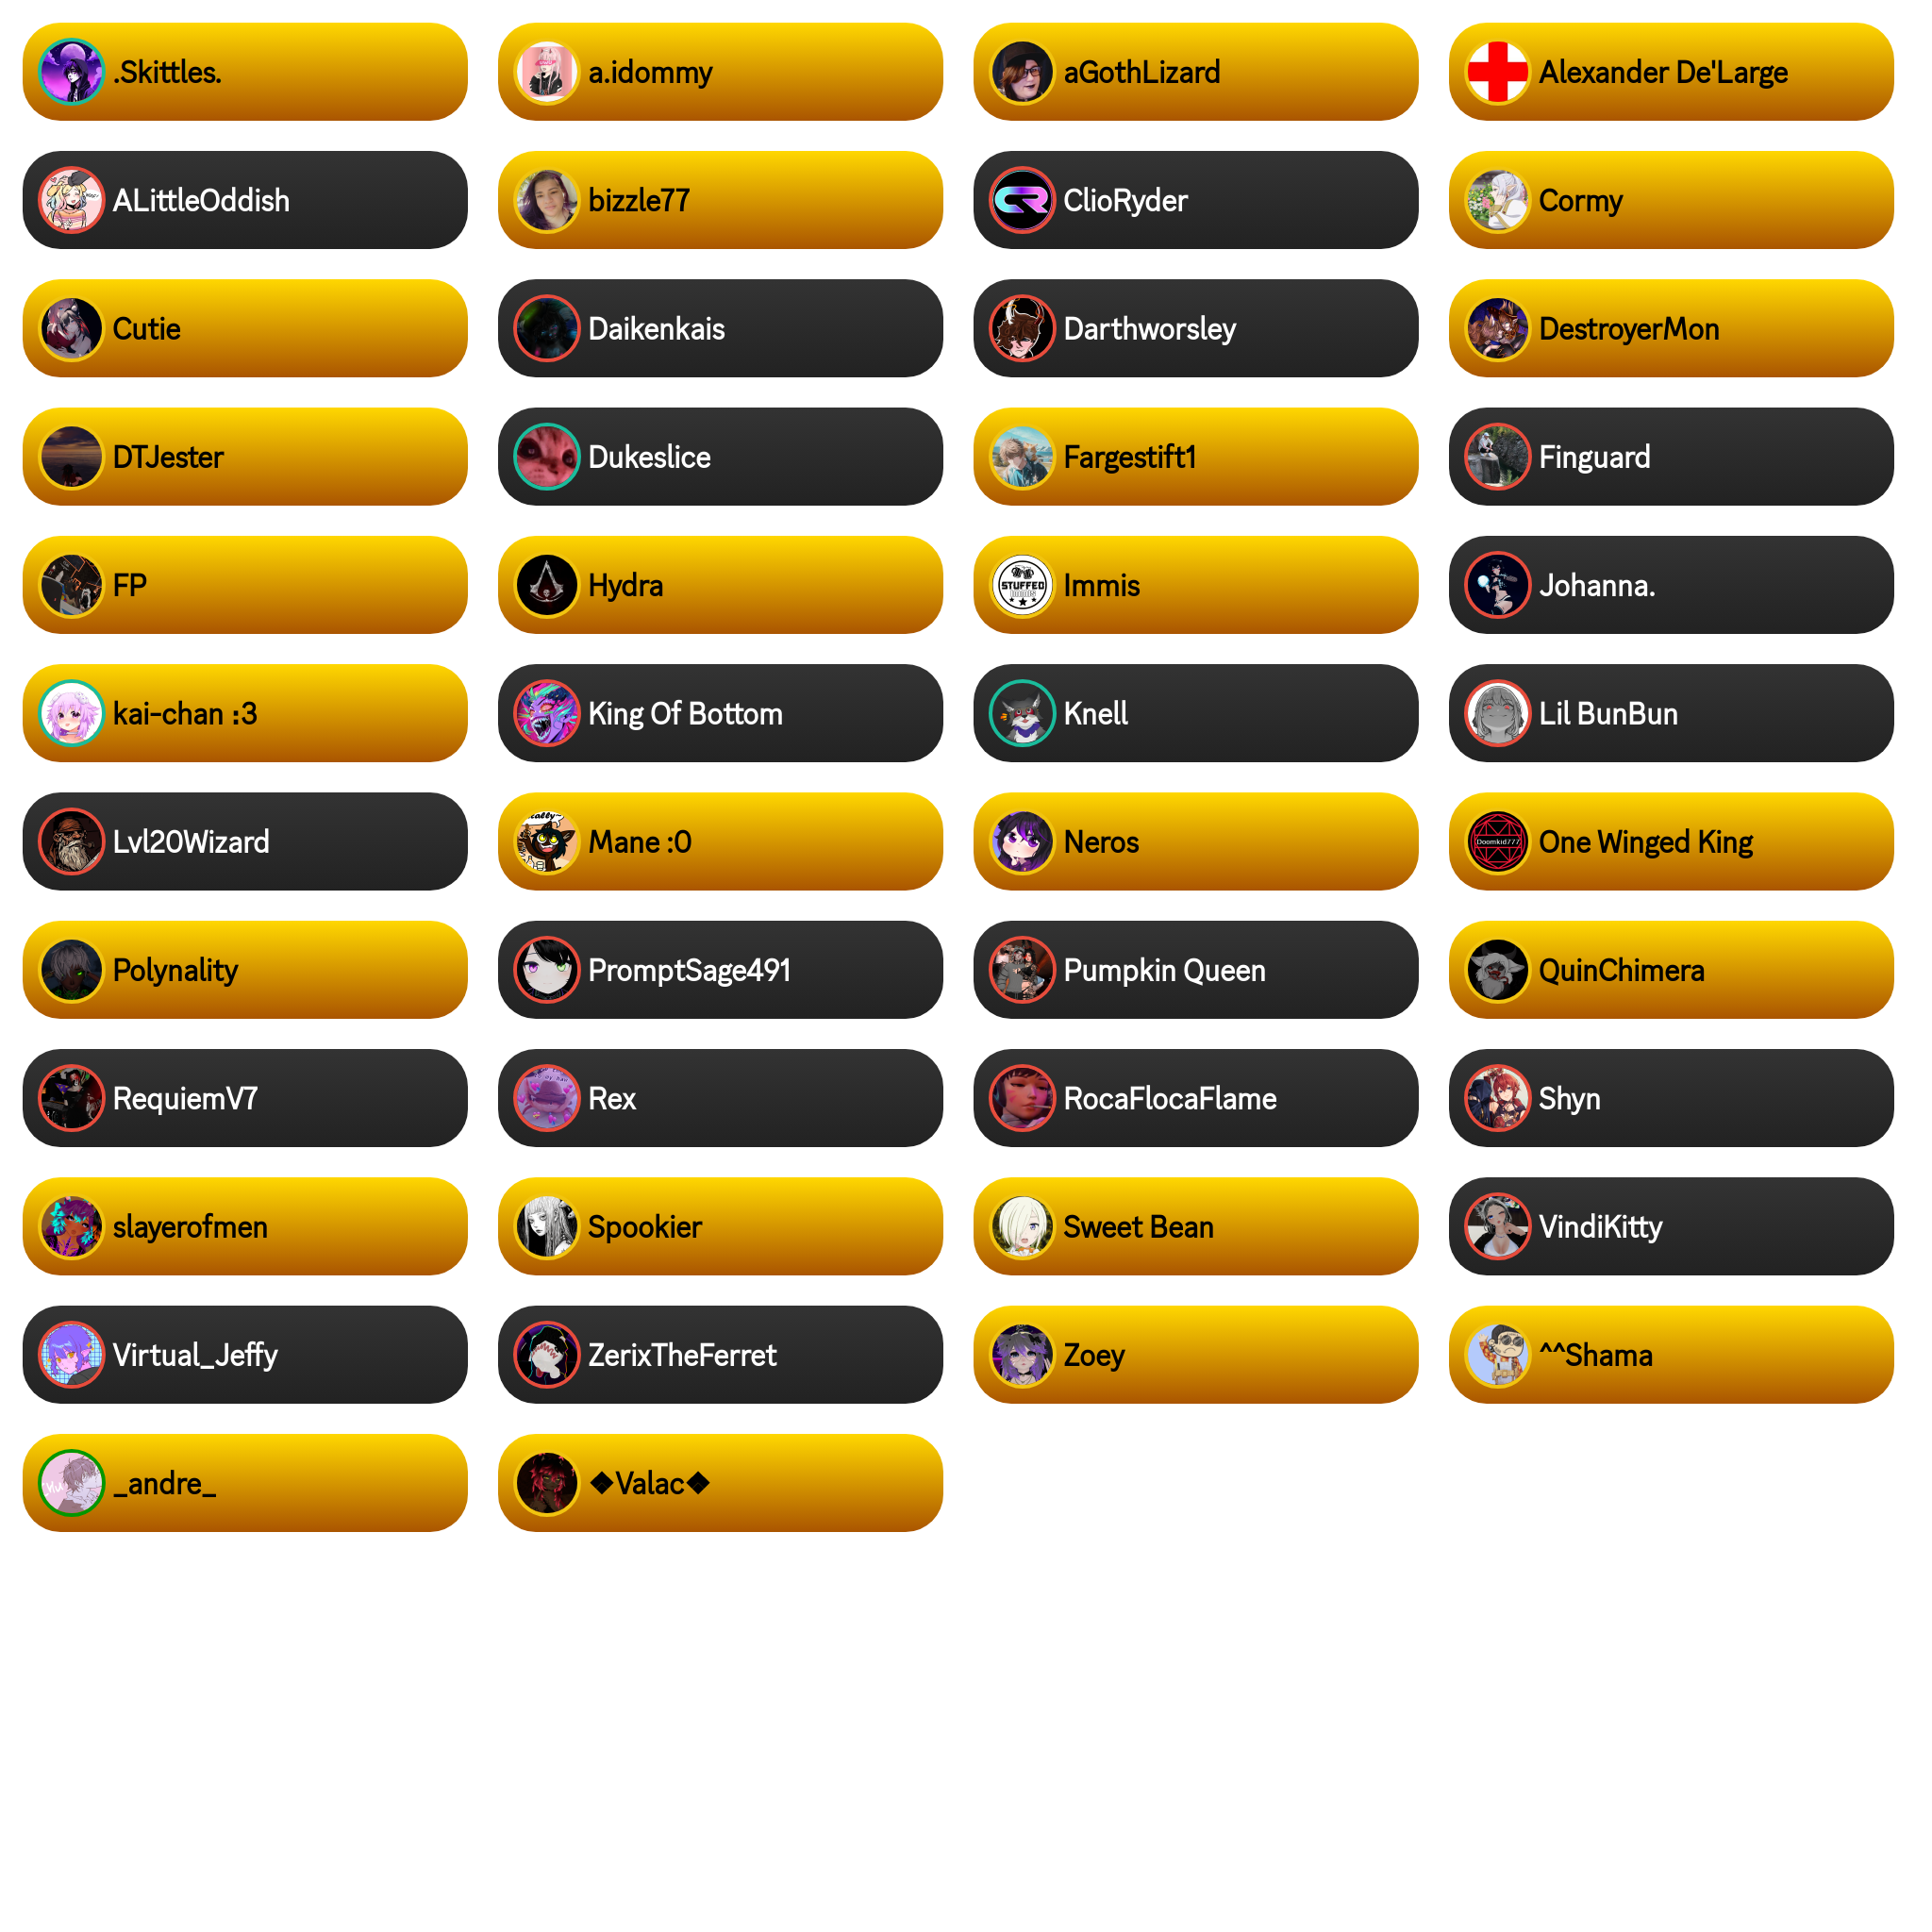 .Skittles.
a.idommy
aGothLizard
Alexander De'Large
ALittleOddish
bizzle77
ClioRyder
Cormy
Cutie
Daikenkais
Darthworsley
DestroyerMon
DTJester
Dukeslice
Fargestift1
Finguard
FP
Hydra
STUFFED
Immis
Johanna.
kai-chan :3
King Of Bottom
Knell
Lil BunBun
Lvl20Wizard
Mane :0
Neros
Doomkid777
One Winged King
Polynality
PromptSage491
Pumpkin Queen
QuinChimera
RequiemV7
Rex
RocaFlocaFlame
Shyn
slayerofmen
Spookier
Sweet Bean
VindiKitty
Virtual_Jeffy
ZerixTheFerret
Zoey
^^Shama
_andre_
◆Valac◆